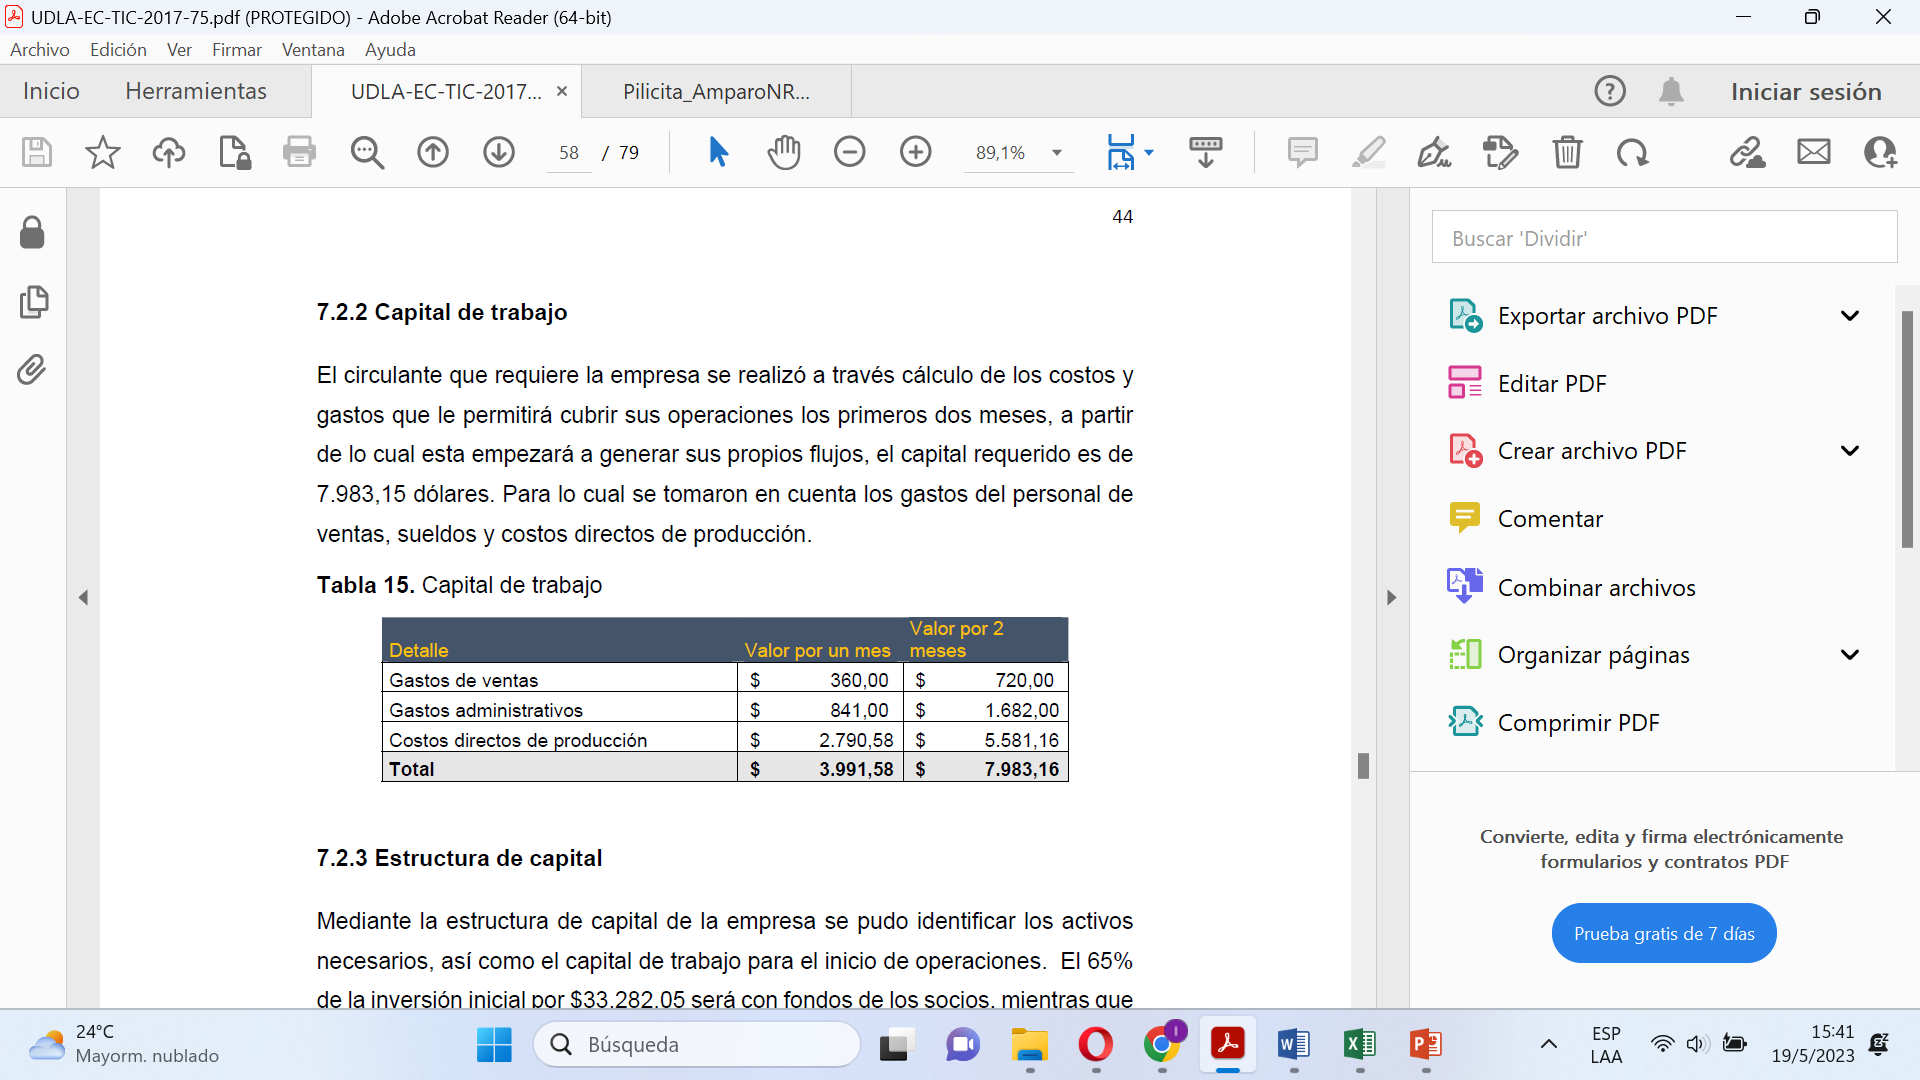 UDLA-EC-TIC-2017-75.pdf (PROTEGIDO) - Adobe Acrobat Reader (64-bit)
Archivo Edición Ver Firmar Ventana Ayuda
Inicio Herramientas UDLA-EC-TIC-2017... × Pilicita_AmparoNR... ? Iniciar sesión
58 / 79 89,1%
44
7.2.2 Capital de trabajo
El circulante que requiere la empresa se realizó a través cálculo de los costos y
gastos que le permitirá cubrir sus operaciones los primeros dos meses, a partir
de lo cual esta empezará a generar sus propios flujos, el capital requerido es de
7.983,15 dólares. Para lo cual se tomaron en cuenta los gastos del personal de
ventas, sueldos y costos directos de producción.
Tabla 15. Capital de trabajo
Detalle Valor por un mes Valor por 2 meses
Gastos de ventas $ 360,00 $ 720,00
Gastos administrativos $ 841,00 $ 1.682,00
Costos directos de producción $ 2.790,58 $ 5.581,16
Total $ 3.991,58 $ 7.983,16
7.2.3 Estructura de capital
Mediante la estructura de capital de la empresa se pudo identificar los activos
necesarios, así como el capital de trabajo para el inicio de operaciones. El 65%
de la inversión inicial por $33.282.05 será con fondos de los socios, mientras que
Buscar 'Dividir'
Exportar archivo PDF
Editar PDF
Crear archivo PDF
Comentar
Combinar archivos
Organizar páginas
Comprimir PDF
Convierte, edita y firma electrónicamente
formularios y contratos PDF
Prueba gratis de 7 días
24°C
Mayorm. nublado
Búsqueda
ESP
LAA
15:41
19/5/2023